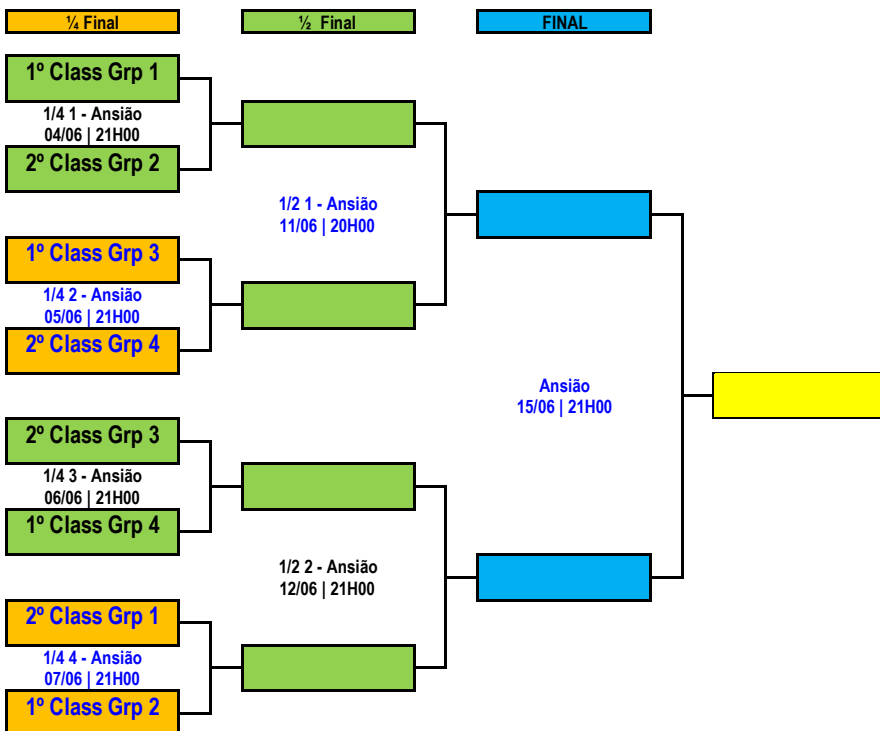 ¼ Final
½ Final
FINAL
1º Class Grp 1
1/4 1 - Ansião
04/06 | 21H00
2º Class Grp 2
1/2 1 - Ansião
11/06 | 20H00
1º Class Grp 3
1/4 2 - Ansião
05/06 | 21H00
2º Class Grp 4
Ansião
15/06 | 21H00
2º Class Grp 3
1/4 3 - Ansião
06/06 | 21H00
1º Class Grp 4
1/2 2 - Ansião
12/06 | 21H00
2º Class Grp 1
1/4 4 - Ansião
07/06 | 21H00
1º Class Grp 2